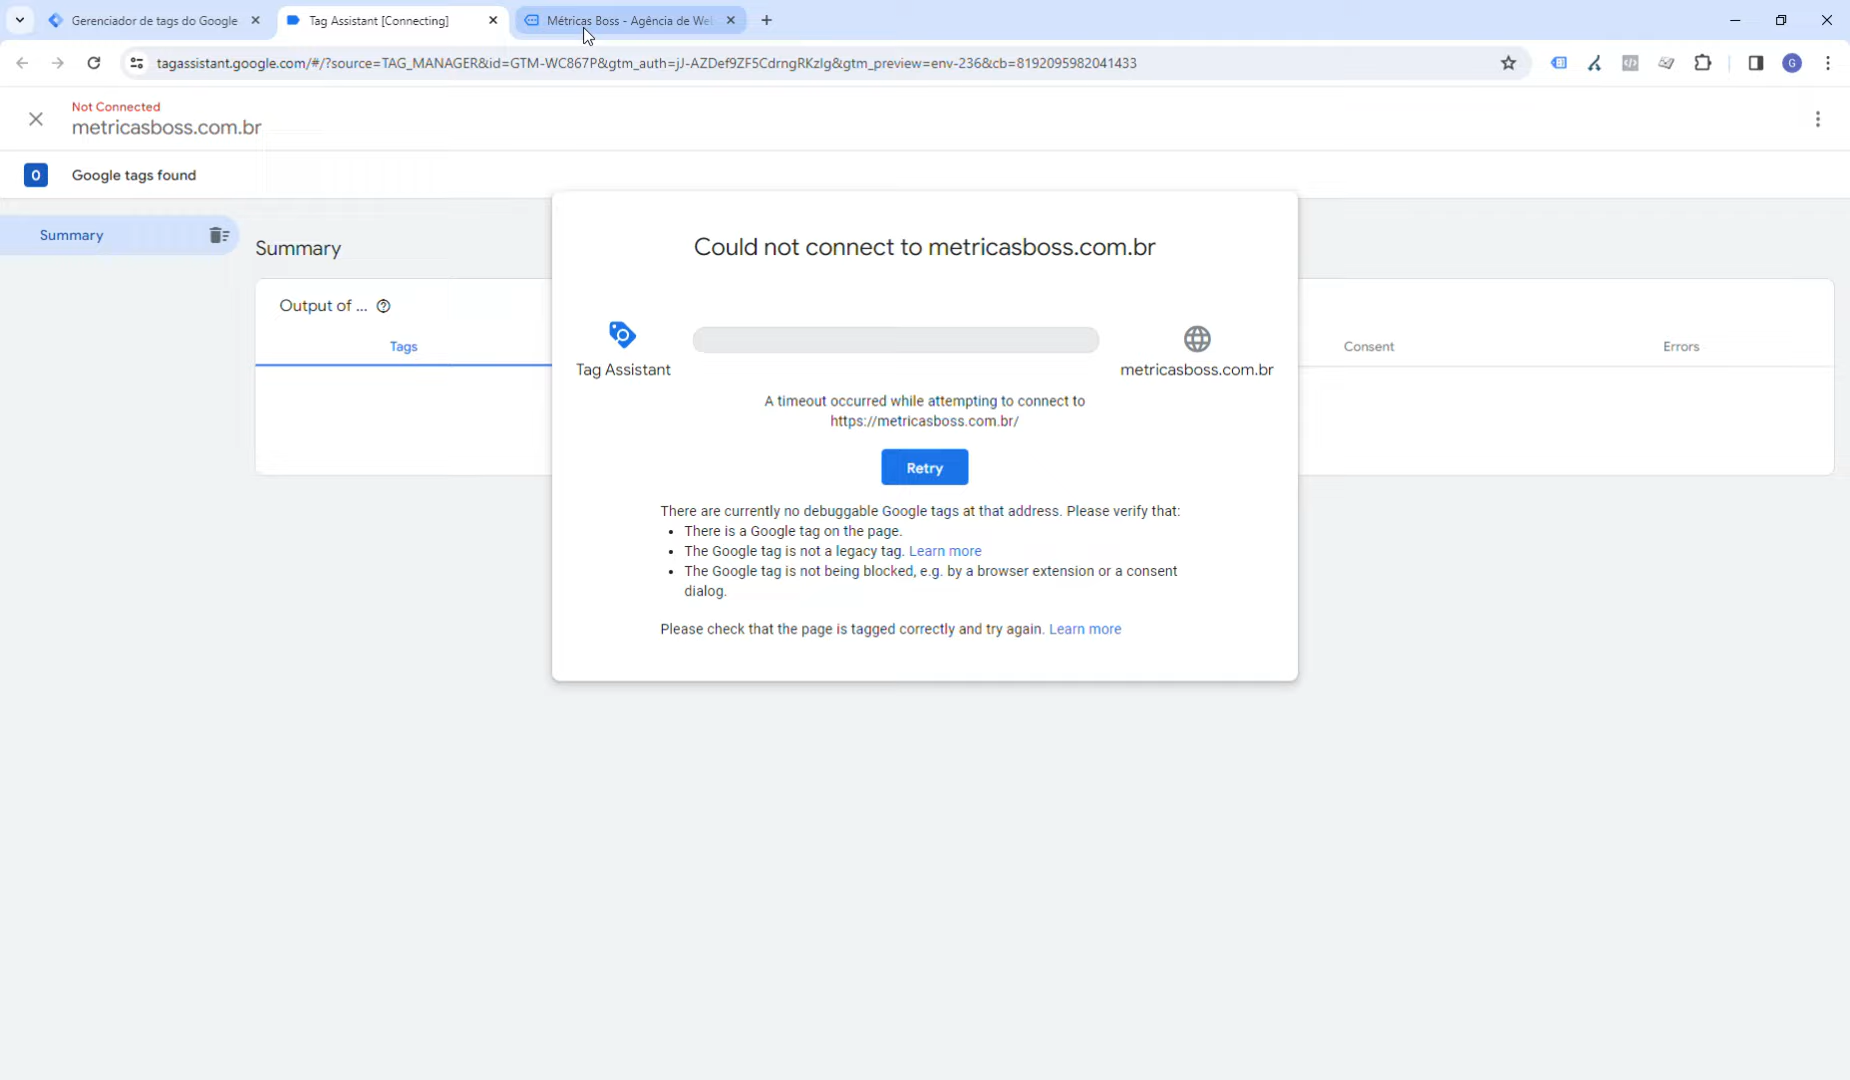 Gerenciador de tags do Google
Tag Assistant [Connecting]
Métricas Boss - Agência de We
tagassistant.google.com/#/?source=TAG_MANAGER&id=GTM-WC867P&gtm_auth=jJ-AZDef9ZF5CdrngRKzlg&gtm_preview=env-236&cb=8192095982041433
G
Not Connected
metricasboss.com.br
0 Google tags found
Summary
Summary
Output of ...
Tags
Consent
Errors
Could not connect to metricasboss.com.br
Tag Assistant
metricasboss.com.br
A timeout occurred while attempting to connect to
https://metricasboss.com.br/
Retry
There are currently no debuggable Google tags at that address. Please verify that:
• There is a Google tag on the page.
• The Google tag is not a legacy tag. Learn more
• The Google tag is not being blocked, e.g. by a browser extension or a consent
dialog.
Please check that the page is tagged correctly and try again. Learn more